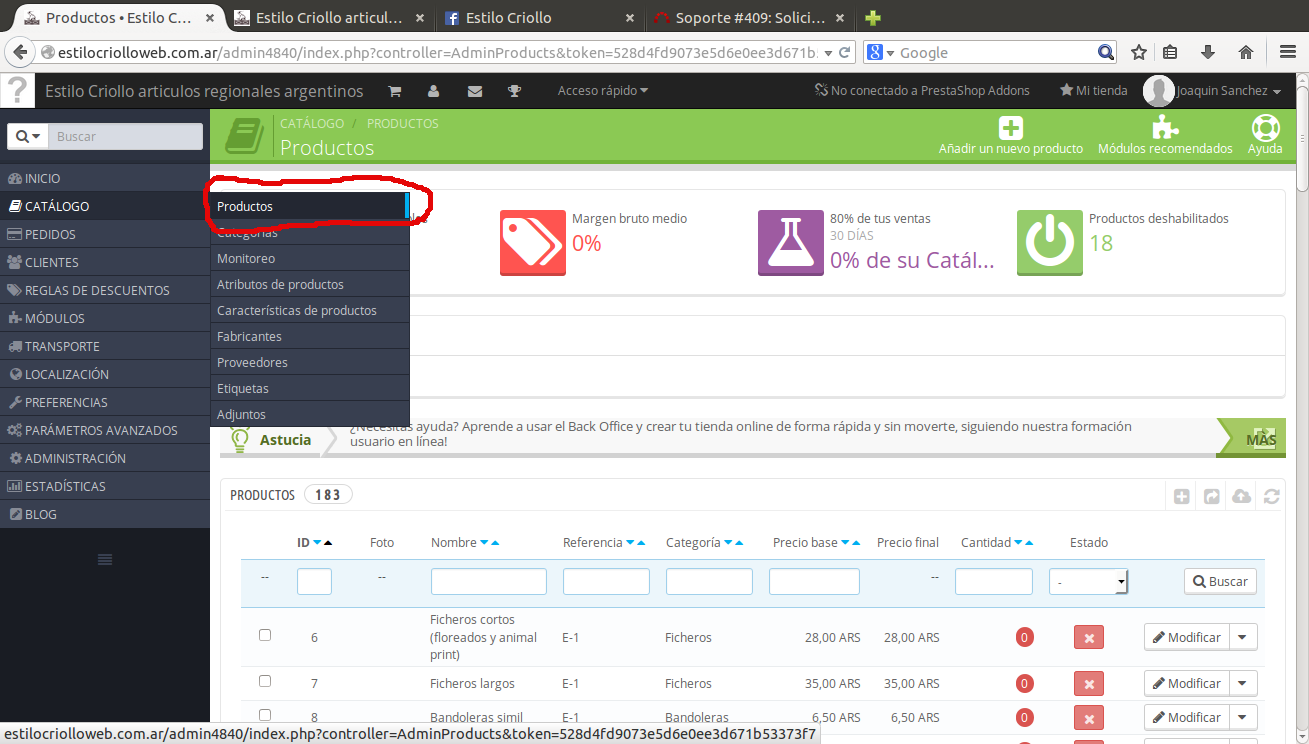 Productos • Estilo C...
Estilo Criollo articul...
Estilo Criollo
Soporte #409: Solici...
estilocriolloweb.com.ar/admin4840/index.php?controller=AdminProducts&token=528d4fd9073e5d6e0ee3d671b
Google
Estilo Criollo articulos regionales argentinos
Acceso rápido
No conectado a PrestaShop Addons
Mi tienda
Joaquin Sanchez
Buscar
CATÁLOGO / PRODUCTOS
Productos
Añadir un nuevo producto
Módulos recomendados
Ayuda
INICIO
CATÁLOGO
PEDIDOS
CLIENTES
REGLAS DE DESCUENTOS
MÓDULOS
TRANSPORTE
LOCALIZACIÓN
PREFERENCIAS
PARÁMETROS AVANZADOS
ADMINISTRACIÓN
ESTADÍSTICAS
BLOG
Productos
Categorías
Monitoreo
Atributos de productos
Características de productos
Fabricantes
Proveedores
Etiquetas
Adjuntos
Margen bruto medio
0%
80% de tus ventas
30 DÍAS
0% de su Catál...
Productos deshabilitados
18
Astucia
¿Necesitas ayuda? Aprende a usar el Back Office y crear tu tienda online de forma rápida y sin moverte, siguiendo nuestra formación
usuario en línea!
MÀS
PRODUCTOS 183
ID Foto Nombre Referencia Categoría Precio base Precio final Cantidad Estado
-- -- -- - Buscar
6 Ficheros cortos (floreados y animal print) E-1 Ficheros 28,00 ARS 28,00 ARS 0 Modificar
7 Ficheros largos E-1 Ficheros 35,00 ARS 35,00 ARS 0 Modificar
8 Bandoleras simil E-1 Bandoleras 6,50 ARS 6,50 ARS 0 Modificar
estilocriolloweb.com.ar/admin4840/index.php?controller=AdminProducts&token=528d4fd9073e5d6e0ee3d671b53373f7